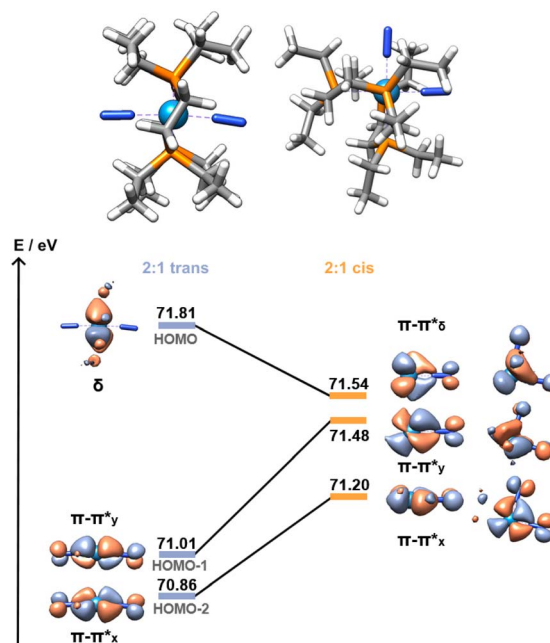 E / eV
2:1 trans
2:1 cis
71.81
HOMO
δ
π-π*δ
71.54
71.48
π-π*y
71.20
π-π*x
π-π*y
71.01
HOMO-1
70.86
HOMO-2
π-π*x